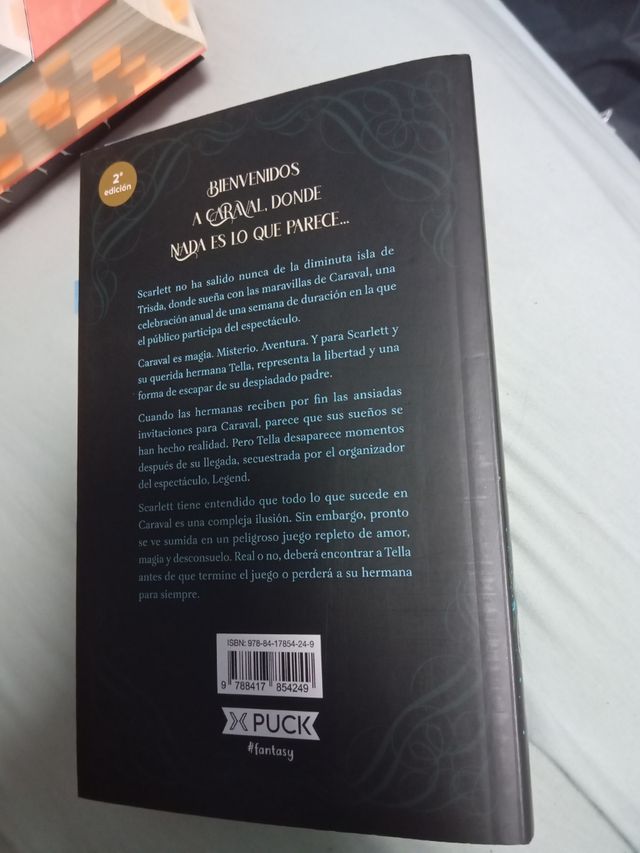 2ª
edición
BIENVENIDOS
A CARAVAL, DONDE
NADA ES LO QUE PARECE...
Scarlett no ha salido nunca de la diminuta isla de
Trisda, donde sueña con las maravillas de Caraval, una
celebración anual de una semana de duración en la que
el público participa del espectáculo.
Caraval es magia. Misterio. Aventura. Y para Scarlett y
su querida hermana Tella, representa la libertad y una
forma de escapar de su despiadado padre.
Cuando las hermanas reciben por fin las ansiadas
invitaciones para Caraval, parece que sus sueños se
han hecho realidad. Pero Tella desaparece momentos
después de su llegada, secuestrada por el organizador
del espectáculo, Legend.
Scarlett tiene entendido que todo lo que sucede en
Caraval es una compleja ilusión. Sin embargo, pronto
se ve sumida en un peligroso juego repleto de amor,
magia y desconsuelo. Real o no, deberá encontrar a Tella
antes de que termine el juego o perderá a su hermana
para siempre.
ISBN: 978-84-17854-24-9
9 788417 854249
PUCK
#fantasy